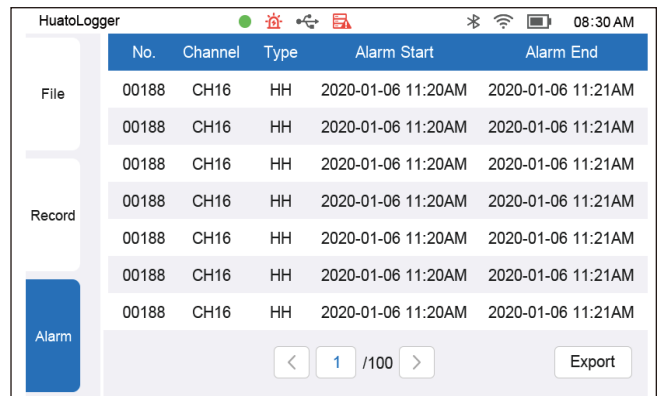 HuatoLogger 08:30 AM
No. Channel Type Alarm Start Alarm End
File
00188 CH16 HH 2020-01-06 11:20AM 2020-01-06 11:21AM
00188 CH16 HH 2020-01-06 11:20AM 2020-01-06 11:21AM
00188 CH16 HH 2020-01-06 11:20AM 2020-01-06 11:21AM
Record
00188 CH16 HH 2020-01-06 11:20AM 2020-01-06 11:21AM
00188 CH16 HH 2020-01-06 11:20AM 2020-01-06 11:21AM
00188 CH16 HH 2020-01-06 11:20AM 2020-01-06 11:21AM
00188 CH16 HH 2020-01-06 11:20AM 2020-01-06 11:21AM
Alarm
< 1 /100 > Export